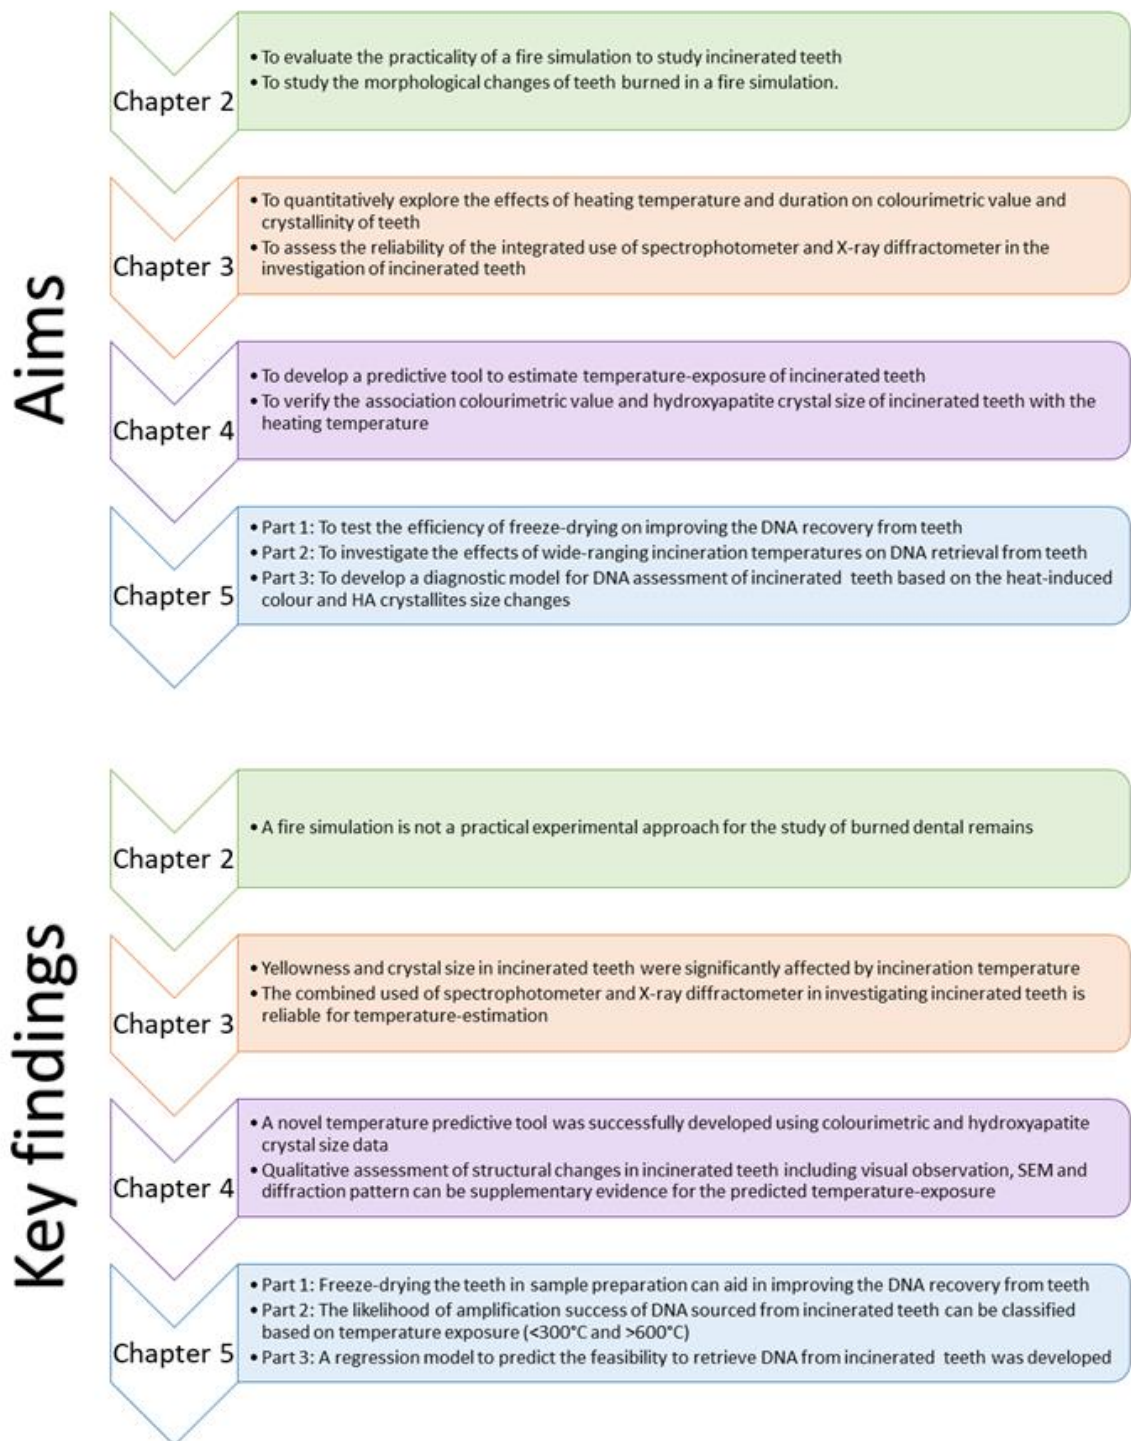 Aims
Chapter 2
• To evaluate the practicality of a fire simulation to study incinerated teeth
• To study the morphological changes of teeth burned in a fire simulation.
Chapter 3
• To quantitatively explore the effects of heating temperature and duration on colourimetric value and
crystallinity of teeth
• To assess the reliability of the integrated use of spectrophotometer and X-ray diffractometer in the
investigation of incinerated teeth
Chapter 4
• To develop a predictive tool to estimate temperature-exposure of incinerated teeth
• To verify the association colourimetric value and hydroxyapatite crystal size of incinerated teeth with the
heating temperature
Chapter 5
• Part 1: To test the efficiency of freeze-drying on improving the DNA recovery from teeth
• Part 2: To investigate the effects of wide-ranging incineration temperatures on DNA retrieval from teeth
• Part 3: To develop a diagnostic model for DNA assessment of incinerated teeth based on the heat-induced
colour and HA crystallites size changes
Key findings
Chapter 2
• A fire simulation is not a practical experimental approach for the study of burned dental remains
Chapter 3
• Yellowness and crystal size in incinerated teeth were significantly affected by incineration temperature
• The combined used of spectrophotometer and X-ray diffractometer in investigating incinerated teeth is
reliable for temperature-estimation
Chapter 4
• A novel temperature predictive tool was successfully developed using colourimetric and hydroxyapatite
crystal size data
• Qualitative assessment of structural changes in incinerated teeth including visual observation, SEM and
diffraction pattern can be supplementary evidence for the predicted temperature-exposure
Chapter 5
• Part 1: Freeze-drying the teeth in sample preparation can aid in improving the DNA recovery from teeth
• Part 2: The likelihood of amplification success of DNA sourced from incinerated teeth can be classified
based on temperature exposure (<300°C and >600°C)
• Part 3: A regression model to predict the feasibility to retrieve DNA from incinerated teeth was developed